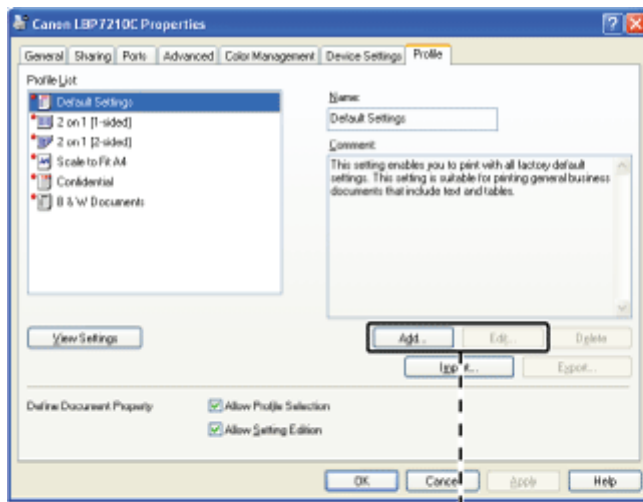 Canon LBP7210C Properties
General Sharing Ports Advanced Color Management Device Settings Profile
Profile List:
Default Settings
2 on 1 [1-sided]
2 on 1 [2-sided]
Scale to Fit A4
Confidential
B & W Documents
Name:
Default Settings
Comment:
This setting enables you to print with all factory default
settings. This setting is suitable for printing general business
documents that include text and tables.
View Settings Add... Edit... Delete
Import... Export...
Define Document Property Allow Profile Selection
Allow Setting Edition
OK Cancel Apply Help